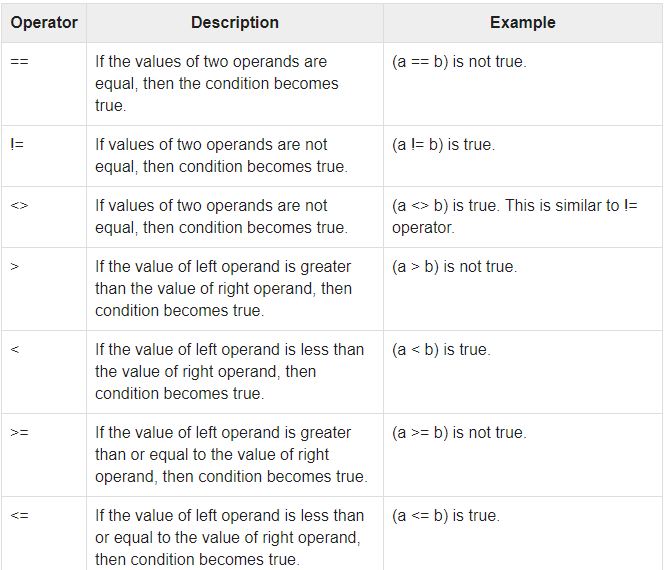 Operator Description Example
== If the values of two operands are (a == b) is not true.
equal, then the condition becomes
true.
!= If values of two operands are not (a != b) is true.
equal, then condition becomes true.
<> If values of two operands are not (a <> b) is true. This is similar to !=
equal, then condition becomes true. operator.
> If the value of left operand is greater (a > b) is not true.
than the value of right operand, then
condition becomes true.
< If the value of left operand is less than (a < b) is true.
the value of right operand, then
condition becomes true.
>= If the value of left operand is greater (a >= b) is not true.
than or equal to the value of right
operand, then condition becomes true.
<= If the value of left operand is less than (a <= b) is true.
or equal to the value of right operand,
then condition becomes true.